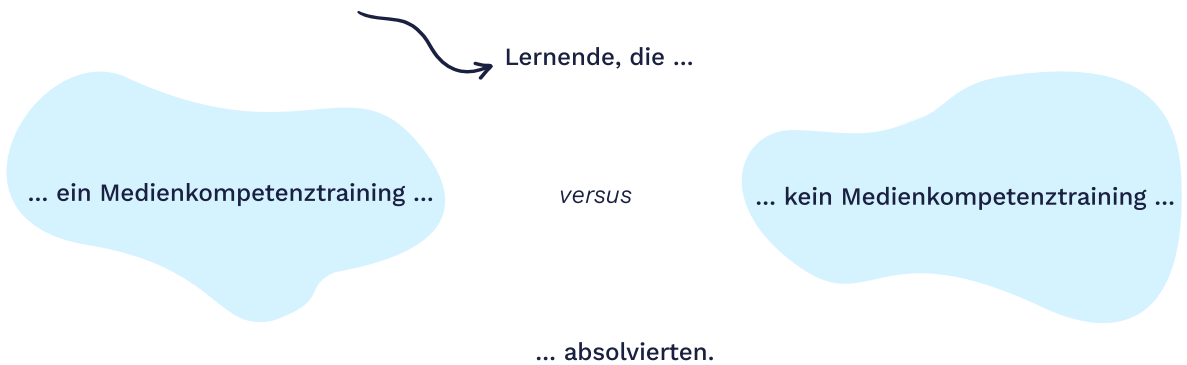 Lernende, die ...
... ein Medienkompetenztraining ...
versus
... kein Medienkompetenztraining ...
... absolvierten.